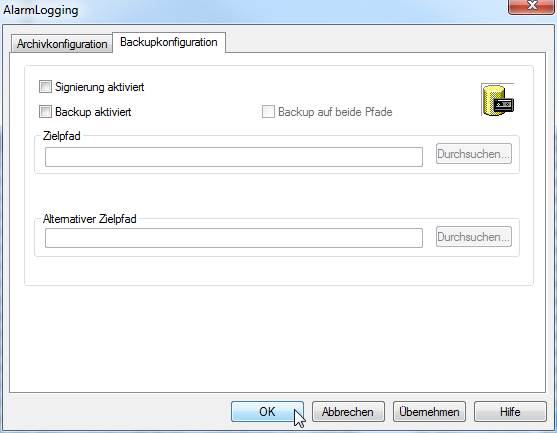 AlarmLogging
Archivkonfiguration Backupkonfiguration
Signierung aktiviert
Backup aktiviert Backup auf beide Pfade
Zielpfad
Durchsuchen...
Alternativer Zielpfad
Durchsuchen...
OK Abbrechen Übernehmen Hilfe